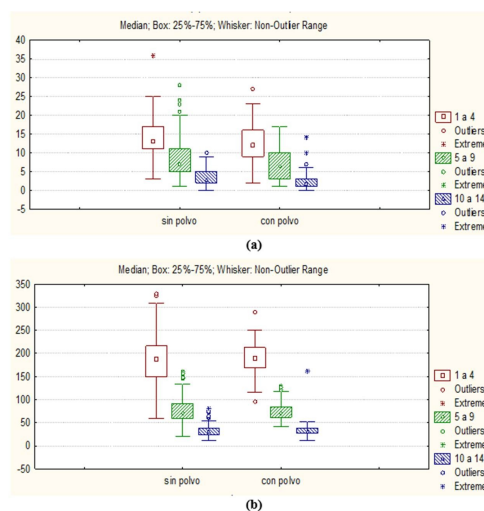 Median; Box: 25%-75%; Whisker: Non-Outlier Range
40
35
30
25
20
15
10
5
0
-5
sin polvo
con polvo
1 a 4
Outliers
Extreme
5 a 9
Outliers
Extreme
10 a 14
Outliers
Extreme
(a)
Median; Box: 25%-75%; Whisker: Non-Outlier Range
350
300
250
200
150
100
50
0
-50
sin polvo
con polvo
1 a 4
Outliers
Extreme
5 a 9
Outliers
Extreme
10 a 14
Outliers
Extreme
(b)